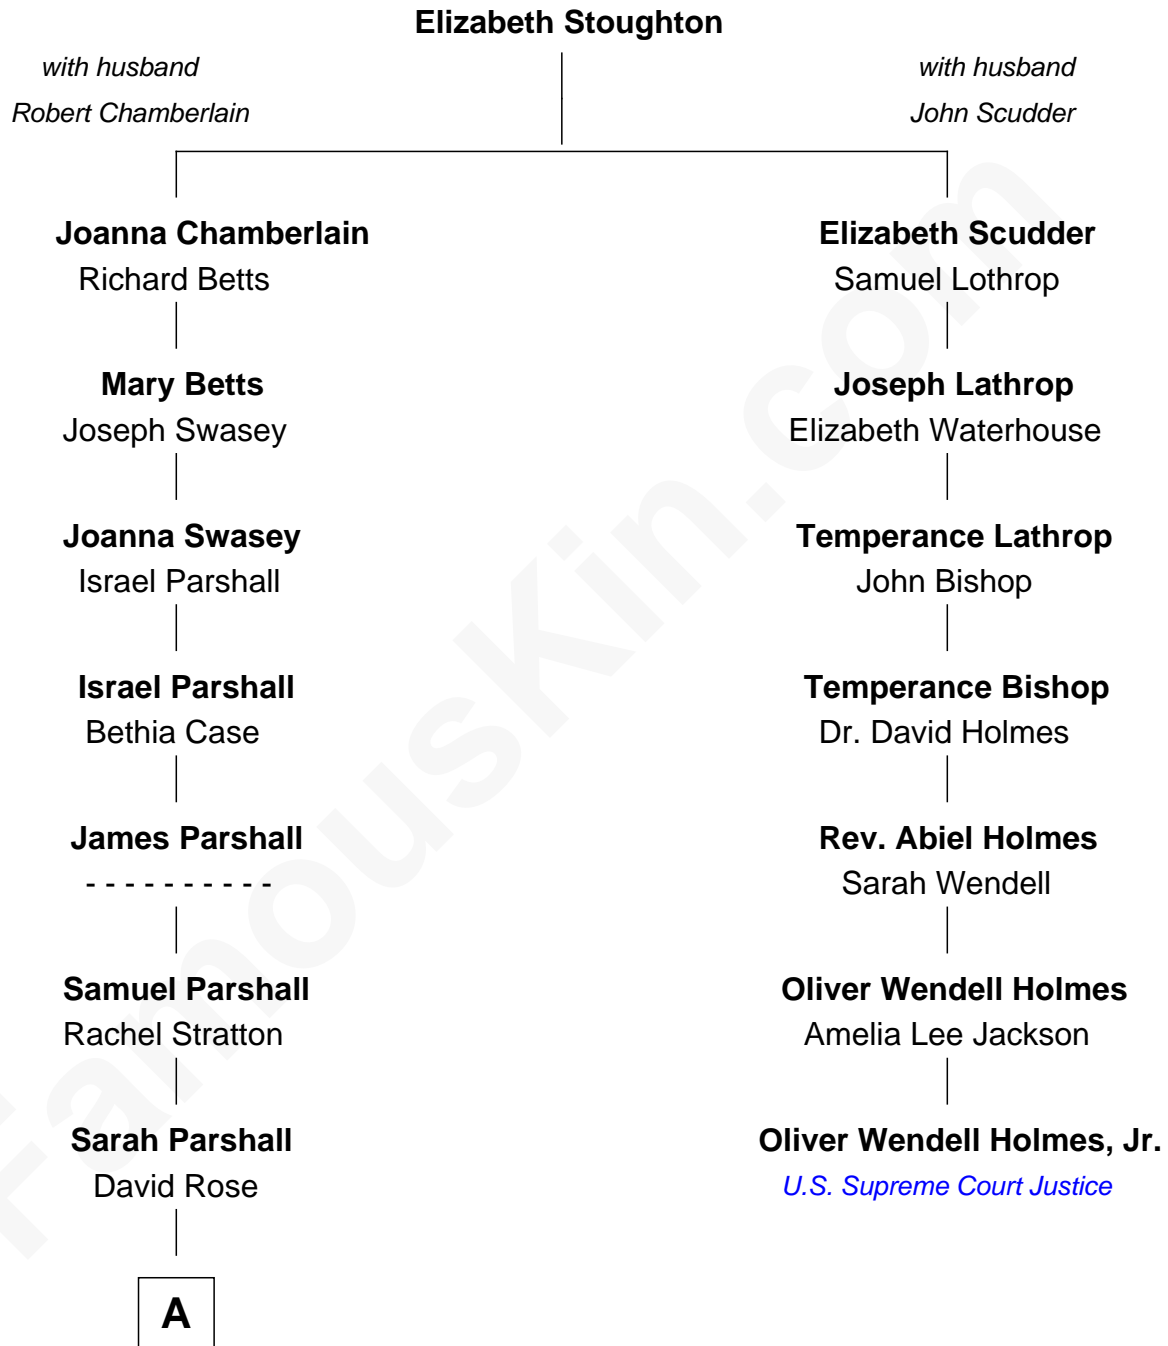 Elizabeth Stoughton
with husband
Robert Chamberlain
with husband
John Scudder
Joanna Chamberlain
Richard Betts
Elizabeth Scudder
Samuel Lothrop
Mary Betts
Joseph Swasey
Joseph Lathrop
Elizabeth Waterhouse
Joanna Swasey
Israel Parshall
Temperance Lathrop
John Bishop
Israel Parshall
Bethia Case
Temperance Bishop
Dr. David Holmes
James Parshall
- - - - - - - - - -
Rev. Abiel Holmes
Sarah Wendell
Samuel Parshall
Rachel Stratton
Oliver Wendell Holmes
Amelia Lee Jackson
Sarah Parshall
David Rose
Oliver Wendell Holmes, Jr.
U.S. Supreme Court Justice
A
FamousKin.com